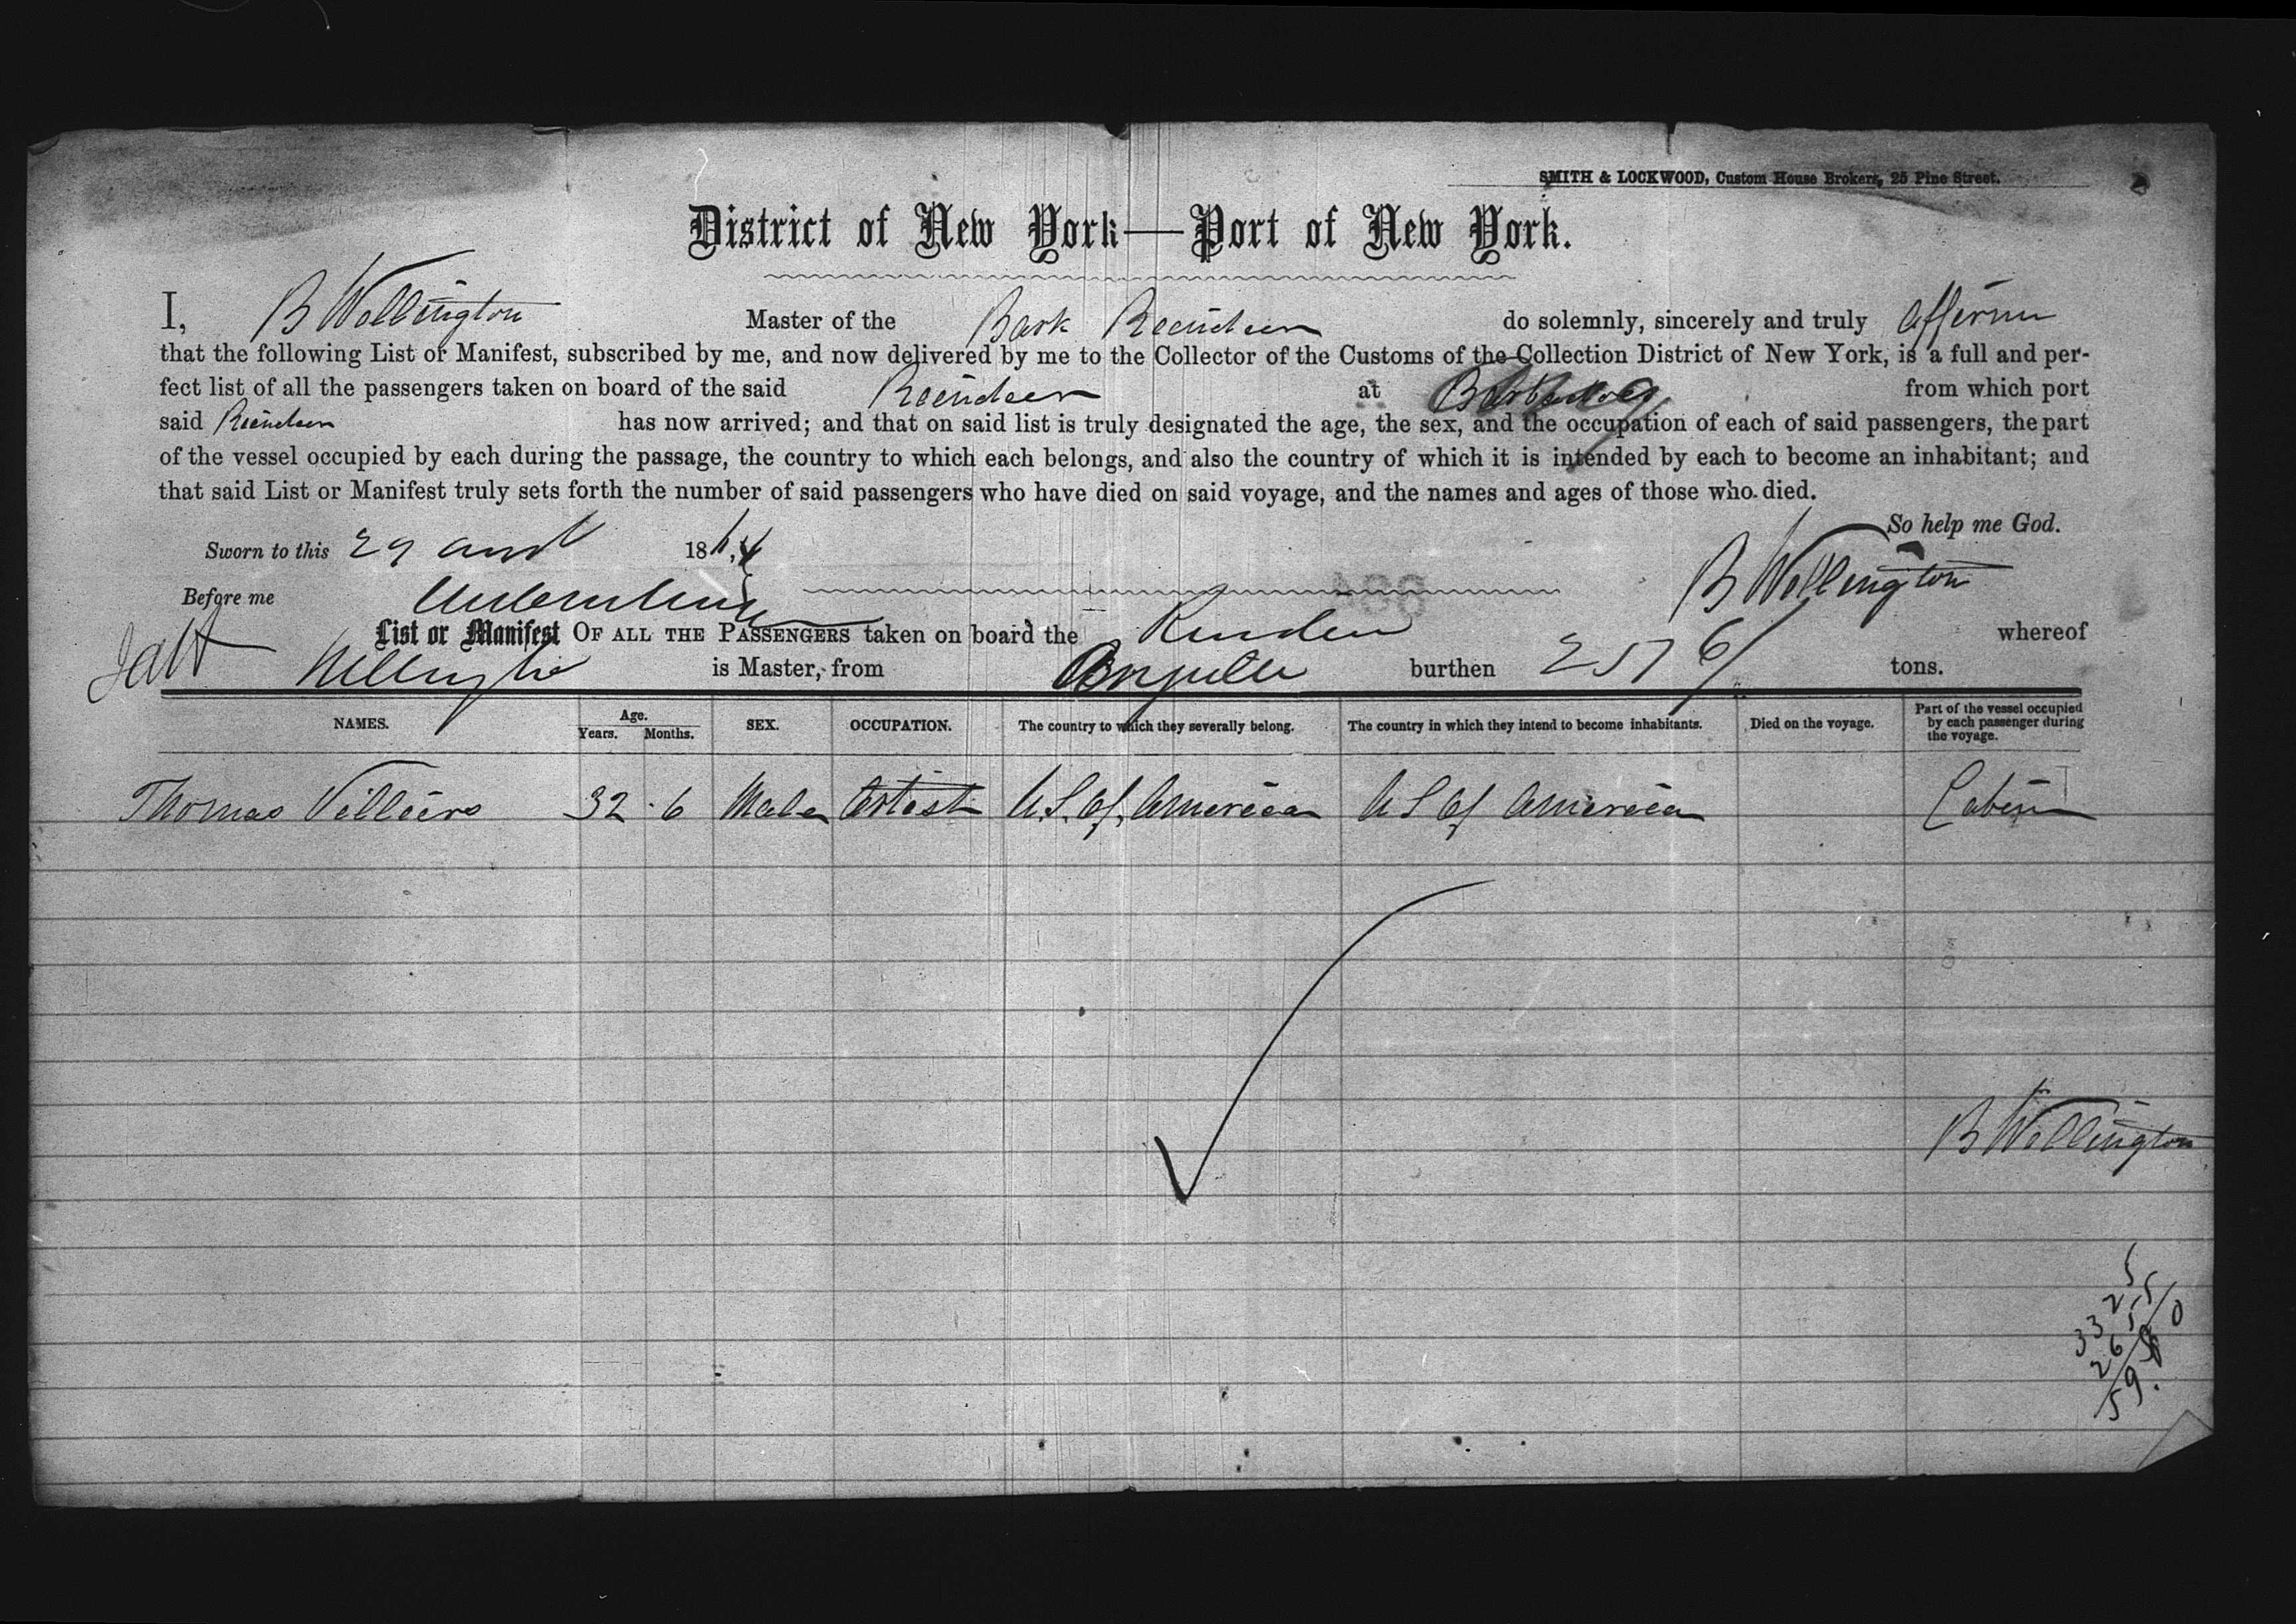 SMITH & LOCKWOOD, Custom House Brokers, 25 Pine Street.
District of New York—Port of New York.
I, B Wellington Master of the Bark Reindeer do solemnly, sincerely and truly affirm
that the following List or Manifest, subscribed by me, and now delivered by me to the Collector of the Customs of the Collection District of New York, is a full and per-
fect list of all the passengers taken on board of the said Reindeer at from which port
said Reindeer has now arrived; and that on said list is truly designated the age, the sex, and the occupation of each of said passengers, the part
of the vessel occupied by each during the passage, the country to which each belongs, and also the country of which it is intended by each to become an inhabitant; and
that said List or Manifest truly sets forth the number of said passengers who have died on said voyage, and the names and ages of those who died.
So help me God.
Sworn to this 29 1864
B Wellington
Before me
List or Manifest OF ALL THE PASSENGERS taken on board the Reindeer whereof
Wellington is Master, from burthen 257 6/ tons.
NAMES. Age. Years. Months. SEX. OCCUPATION. The country to which they severally belong. The country in which they intend to become inhabitants. Died on the voyage. Part of the vessel occupied by each passenger during the voyage.
Thomas Villiers 32 6 Male Artist U.S. of America U S of America Cabin
B Wellington